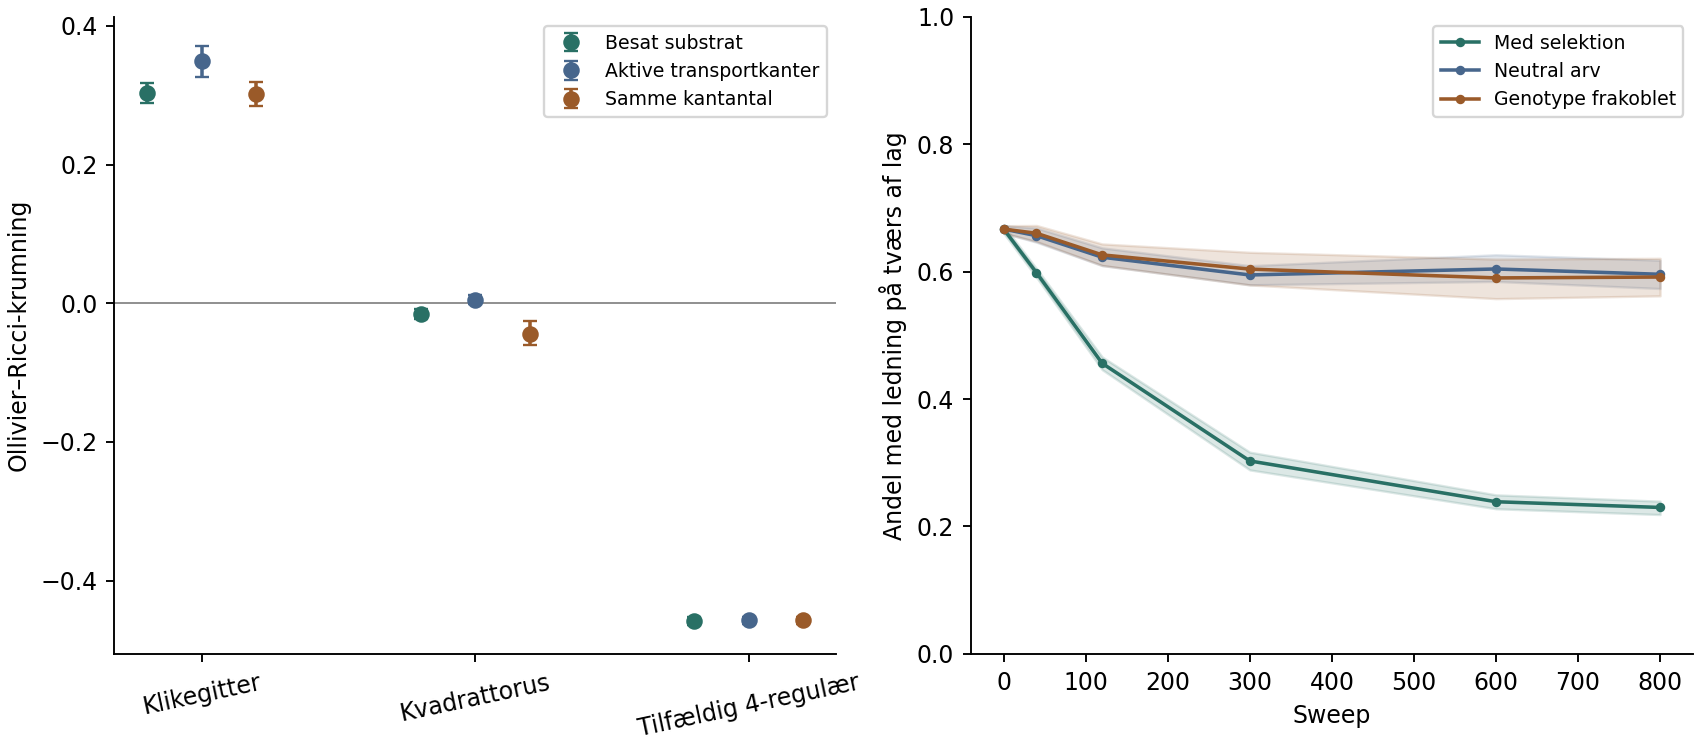 Ollivier–Ricci-krumning
0.4
0.2
0.0
−0.2
−0.4
Besat substrat
Aktive transportkanter
Samme kantantal
Klikegitter
Kvadrattorus
Tilfældig 4-regulær
Andel med ledning på tværs af lag
1.0
0.8
0.6
0.4
0.2
0.0
Med selektion
Neutral arv
Genotype frakoblet
0 100 200 300 400 500 600 700 800
Sweep